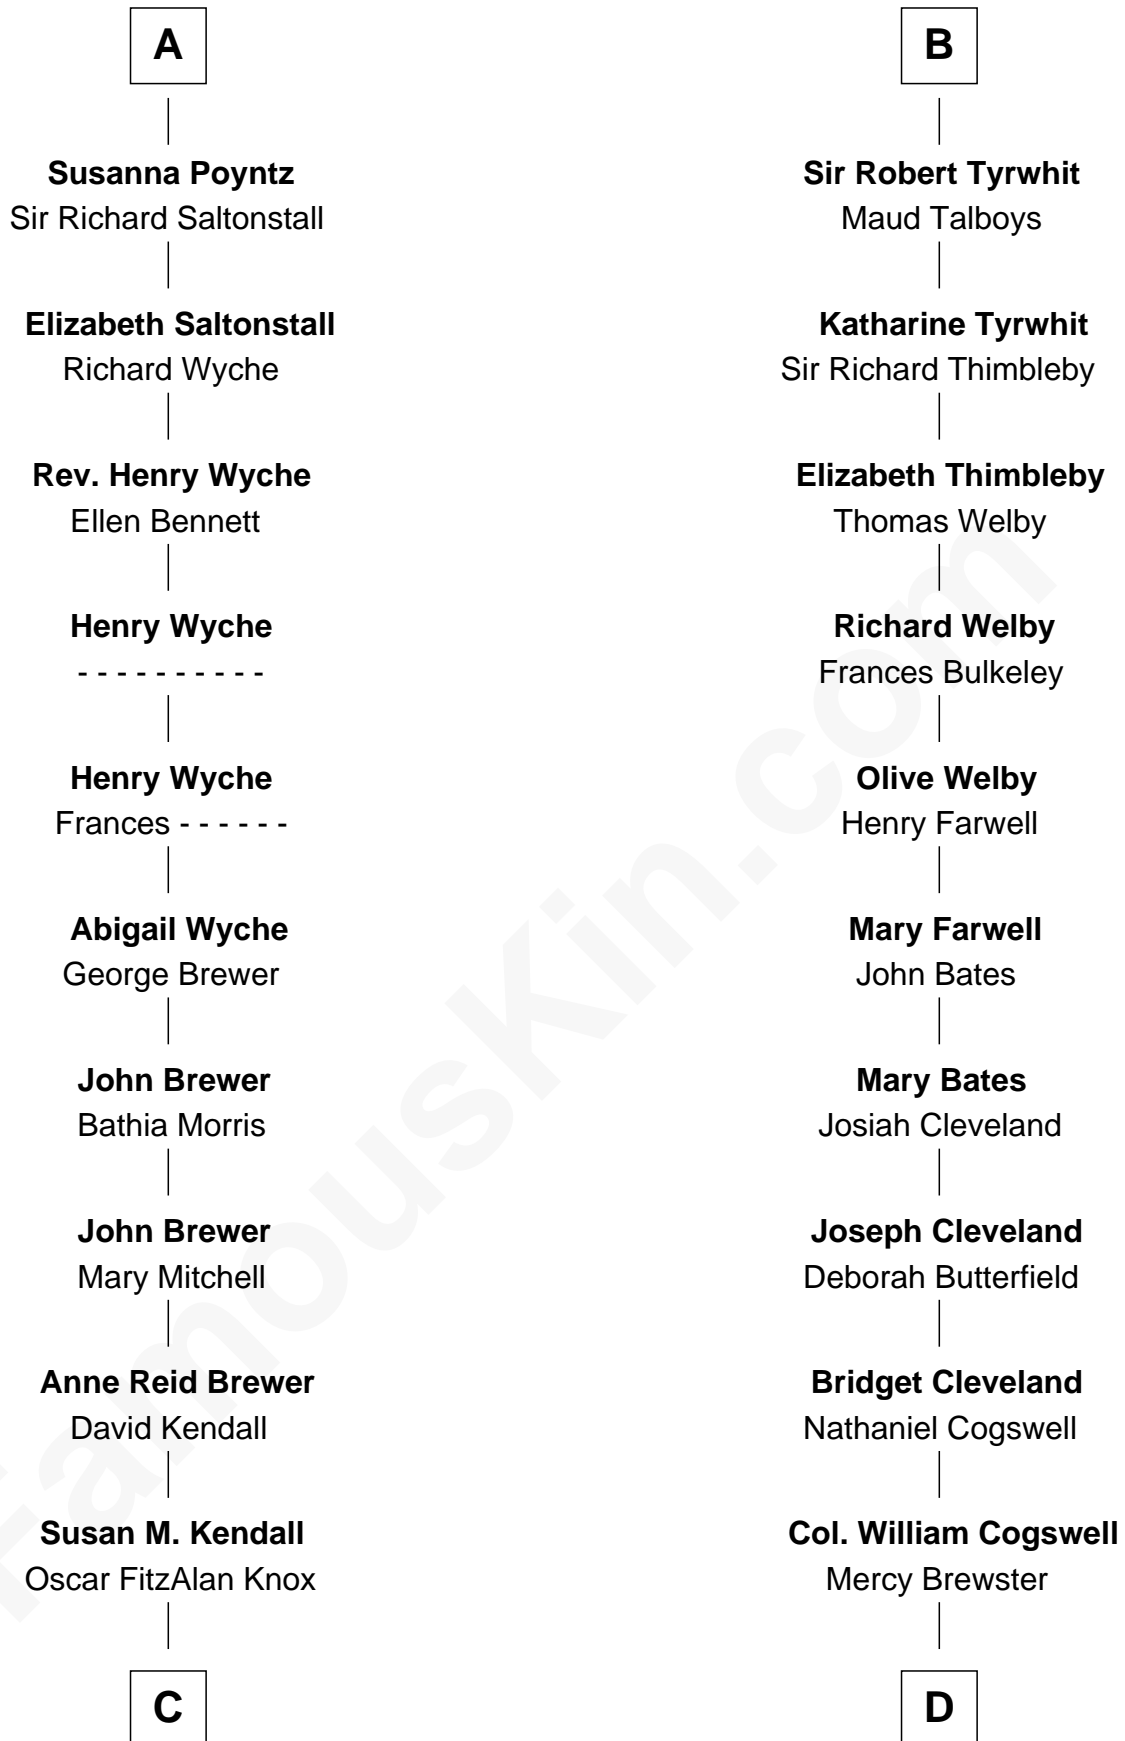 A
Susanna Poyntz
Sir Richard Saltonstall
Elizabeth Saltonstall
Richard Wyche
Rev. Henry Wyche
Ellen Bennett
Henry Wyche
- - - - - - - - - -
Henry Wyche
Frances - - - - - -
Abigail Wyche
George Brewer
John Brewer
Bathia Morris
John Brewer
Mary Mitchell
Anne Reid Brewer
David Kendall
Susan M. Kendall
Oscar FitzAlan Knox
C
B
Sir Robert Tyrwhit
Maud Talboys
Katharine Tyrwhit
Sir Richard Thimbleby
Elizabeth Thimbleby
Thomas Welby
Richard Welby
Frances Bulkeley
Olive Welby
Henry Farwell
Mary Farwell
John Bates
Mary Bates
Josiah Cleveland
Joseph Cleveland
Deborah Butterfield
Bridget Cleveland
Nathaniel Cogswell
Col. William Cogswell
Mercy Brewster
D
FamousKin.com